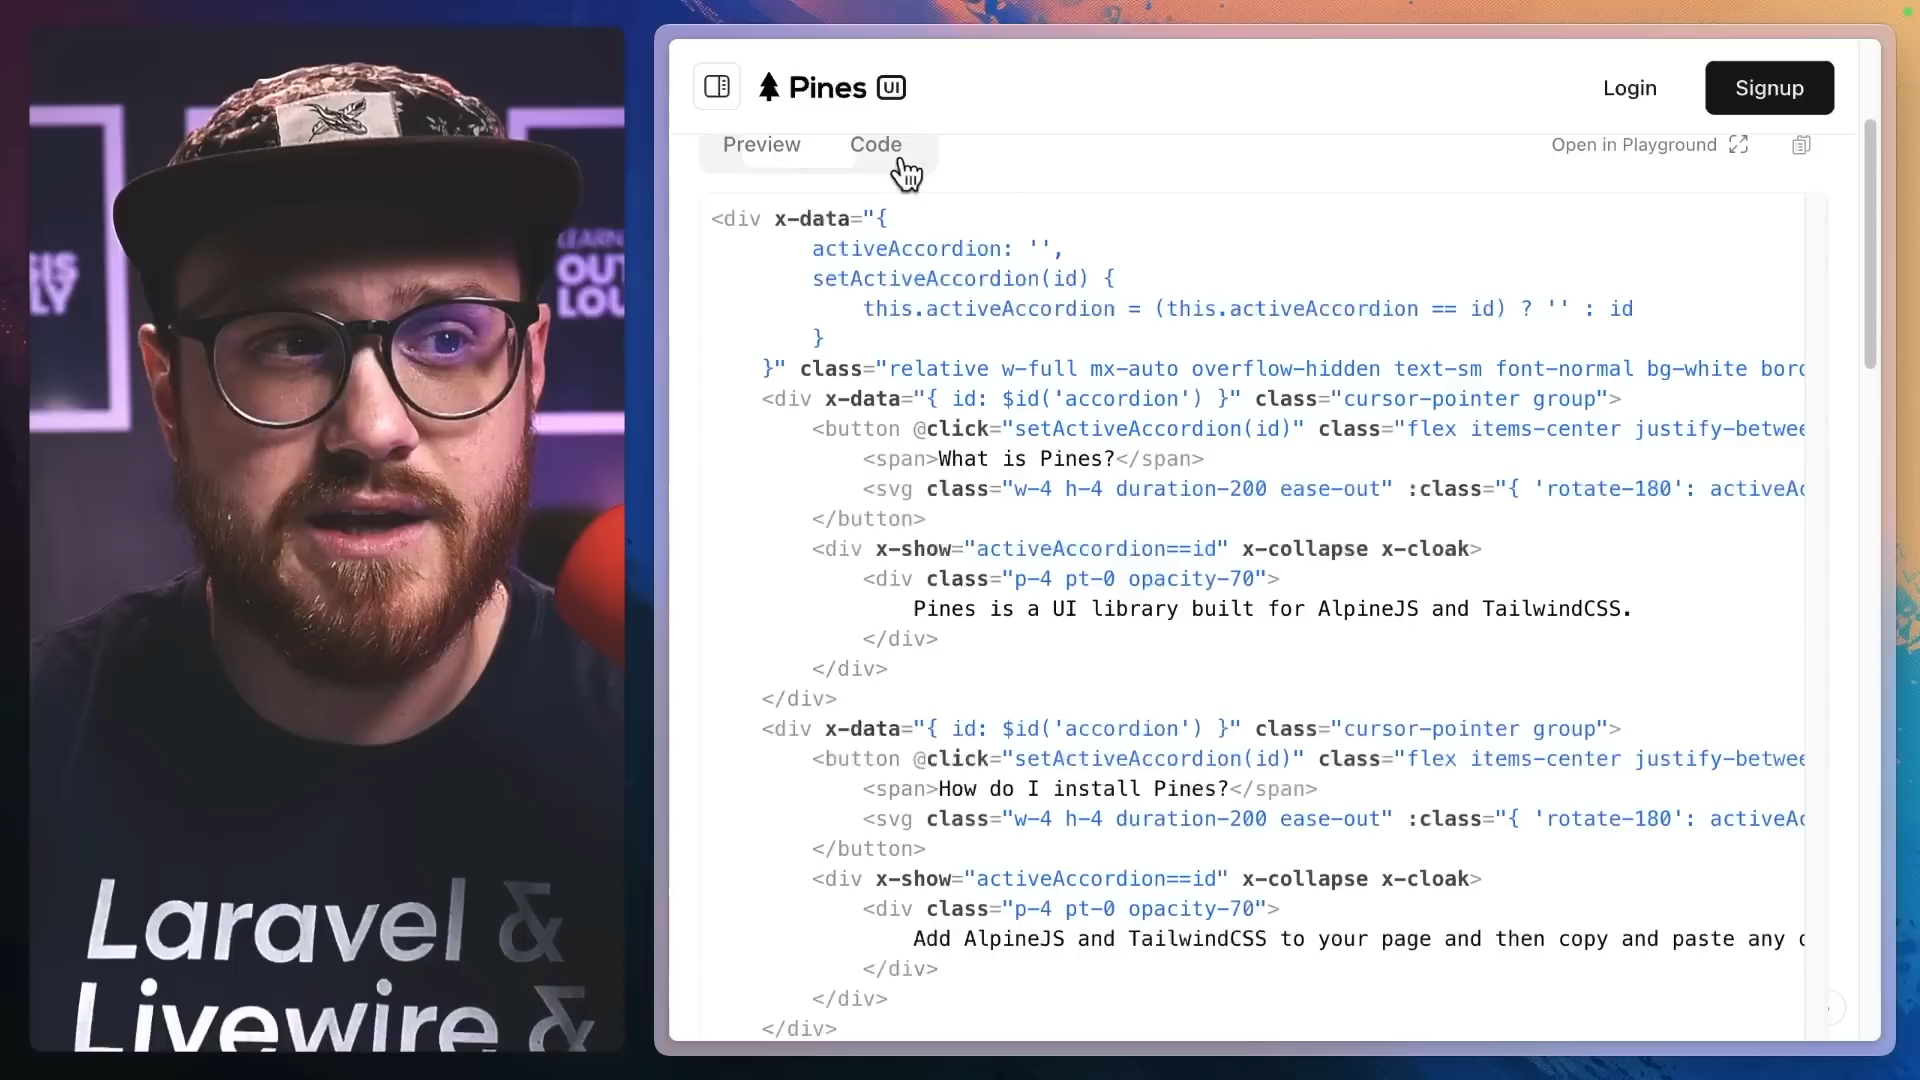 Pines UI
Login
Signup
Preview
Code
Open in Playground
<div x-data="{
activeAccordion: '',
setActiveAccordion(id) {
this.activeAccordion = (this.activeAccordion == id) ? '' : id
}
}" class="relative w-full mx-auto overflow-hidden text-sm font-normal bg-white
<div x-data="{ id: $id('accordion') }" class="cursor-pointer group">
<button @click="setActiveAccordion(id)" class="flex items-center
<span>What is Pines?</span>
<svg class="w-4 h-4 duration-200 ease-out" :class="{ 'rotate-180':
</button>
<div x-show="activeAccordion==id" x-collapse x-cloak>
<div class="p-4 pt-0 opacity-70">
Pines is a UI library built for AlpineJS and TailwindCSS.
</div>
</div>
</div>
<div x-data="{ id: $id('accordion') }" class="cursor-pointer group">
<button @click="setActiveAccordion(id)" class="flex items-center
<span>How do I install Pines?</span>
<svg class="w-4 h-4 duration-200 ease-out" :class="{ 'rotate-180':
</button>
<div x-show="activeAccordion==id" x-collapse x-cloak>
<div class="p-4 pt-0 opacity-70">
Add AlpineJS and TailwindCSS to your page and then copy and paste any
</div>
</div>
</div>
LEARN
OUT
LOU
Laravel &
Livewire &